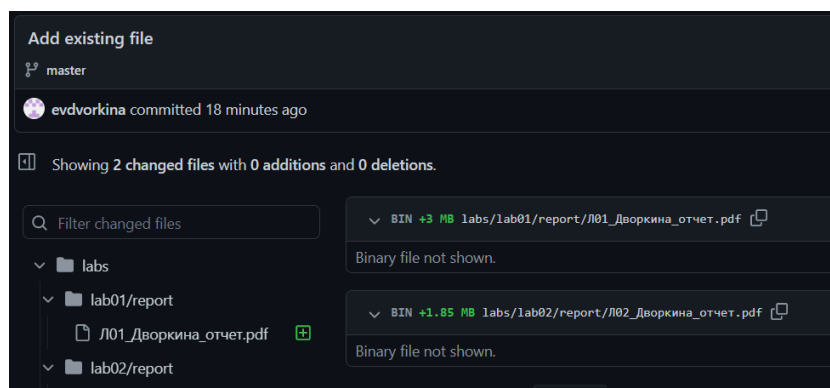 Add existing file
master
evdvorkina committed 18 minutes ago
Showing 2 changed files with 0 additions and 0 deletions.
Filter changed files
labs
lab01/report
Л01_Дворкина_отчет.pdf
lab02/report
BIN +3 MB labs/lab01/report/Л01_Дворкина_отчет.pdf
Binary file not shown.
BIN +1.85 MB labs/lab02/report/Л02_Дворкина_отчет.pdf
Binary file not shown.